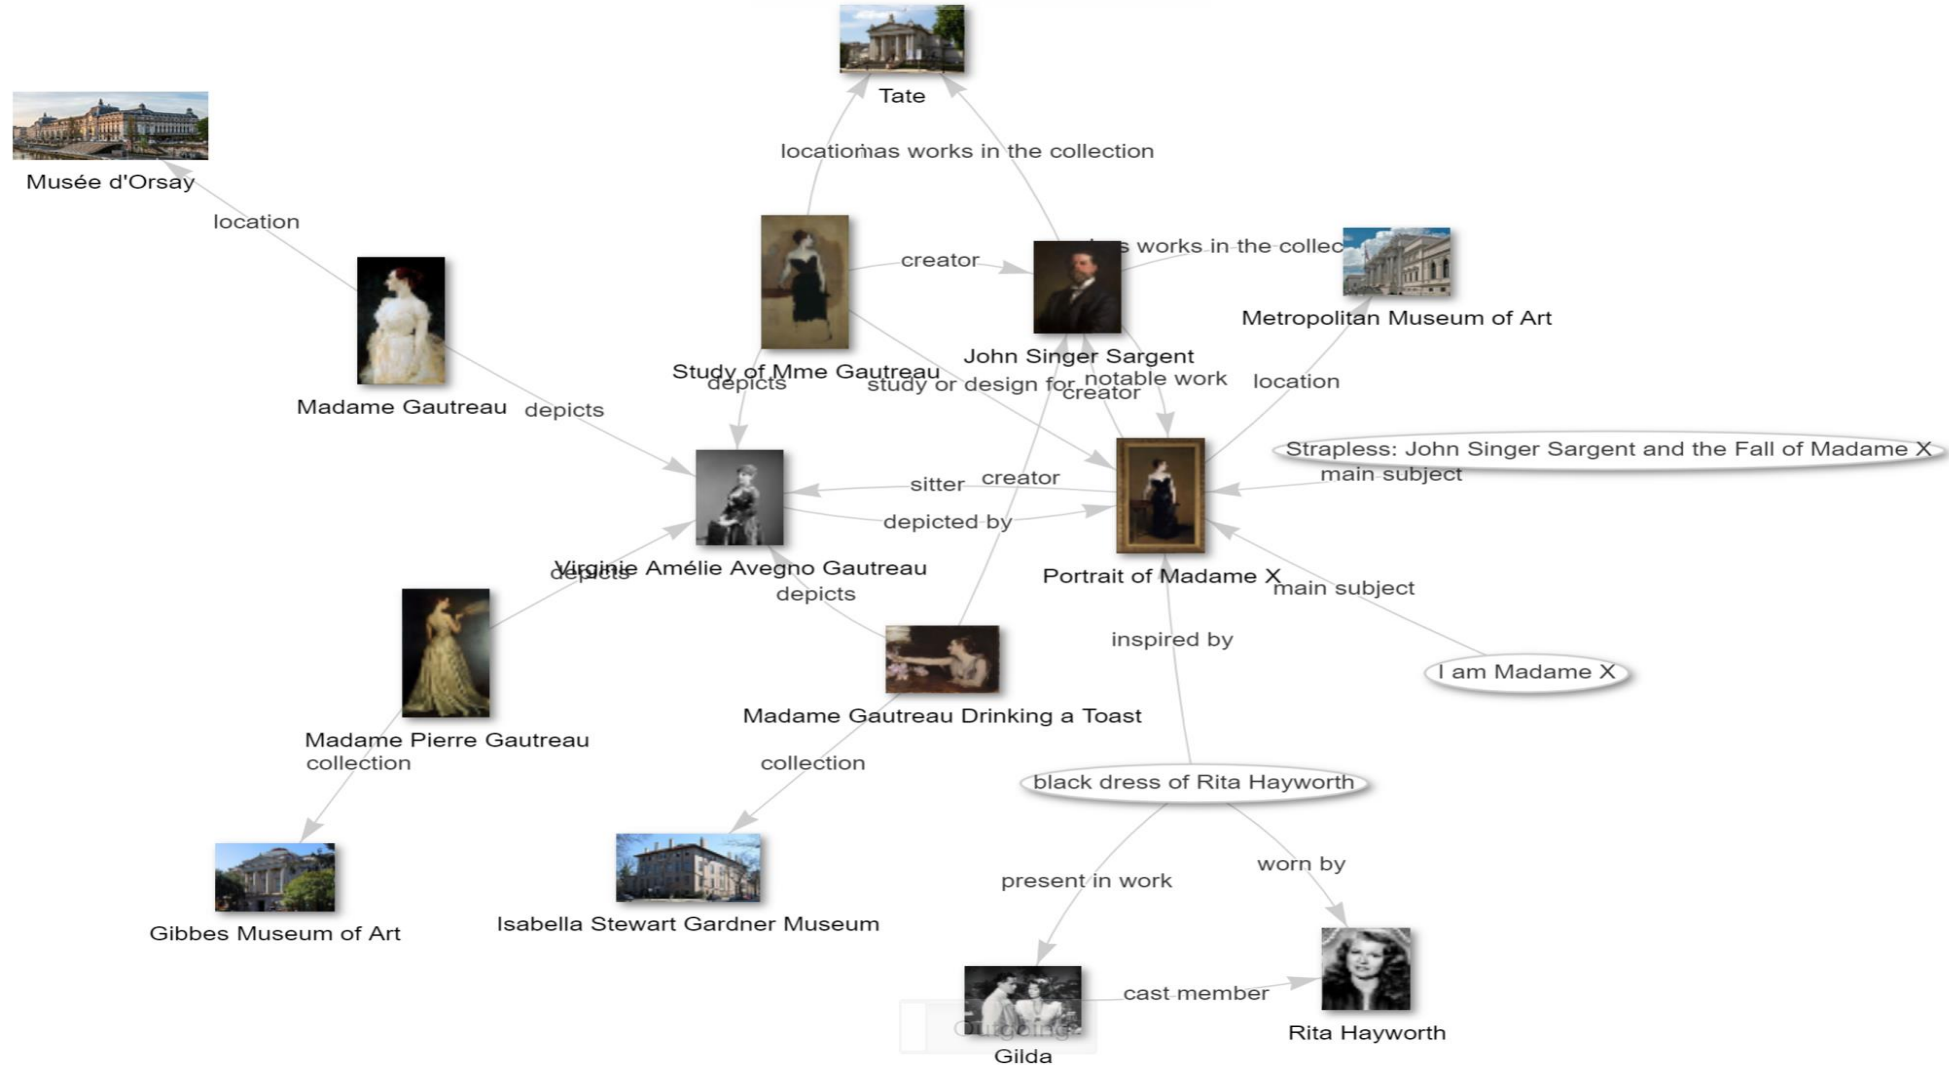 Tate
location
has works in the collection
Musée d'Orsay
location
creator
s works in the collec
Metropolitan Museum of Art
John Singer Sargent
Study of Mme Gautreau
depicts
study or design for
notable work
creator
location
Madame Gautreau
depicts
Strapless: John Singer Sargent and the Fall of Madame X
main subject
sitter
creator
depicted by
Virginie Amélie Avegno Gautreau
depicts
depicts
Portrait of Madame X
main subject
inspired by
I am Madame X
Madame Gautreau Drinking a Toast
Madame Pierre Gautreau
collection
collection
black dress of Rita Hayworth
worn by
present in work
Gibbes Museum of Art
Isabella Stewart Gardner Museum
cast member
Outgoing
Gilda
Rita Hayworth